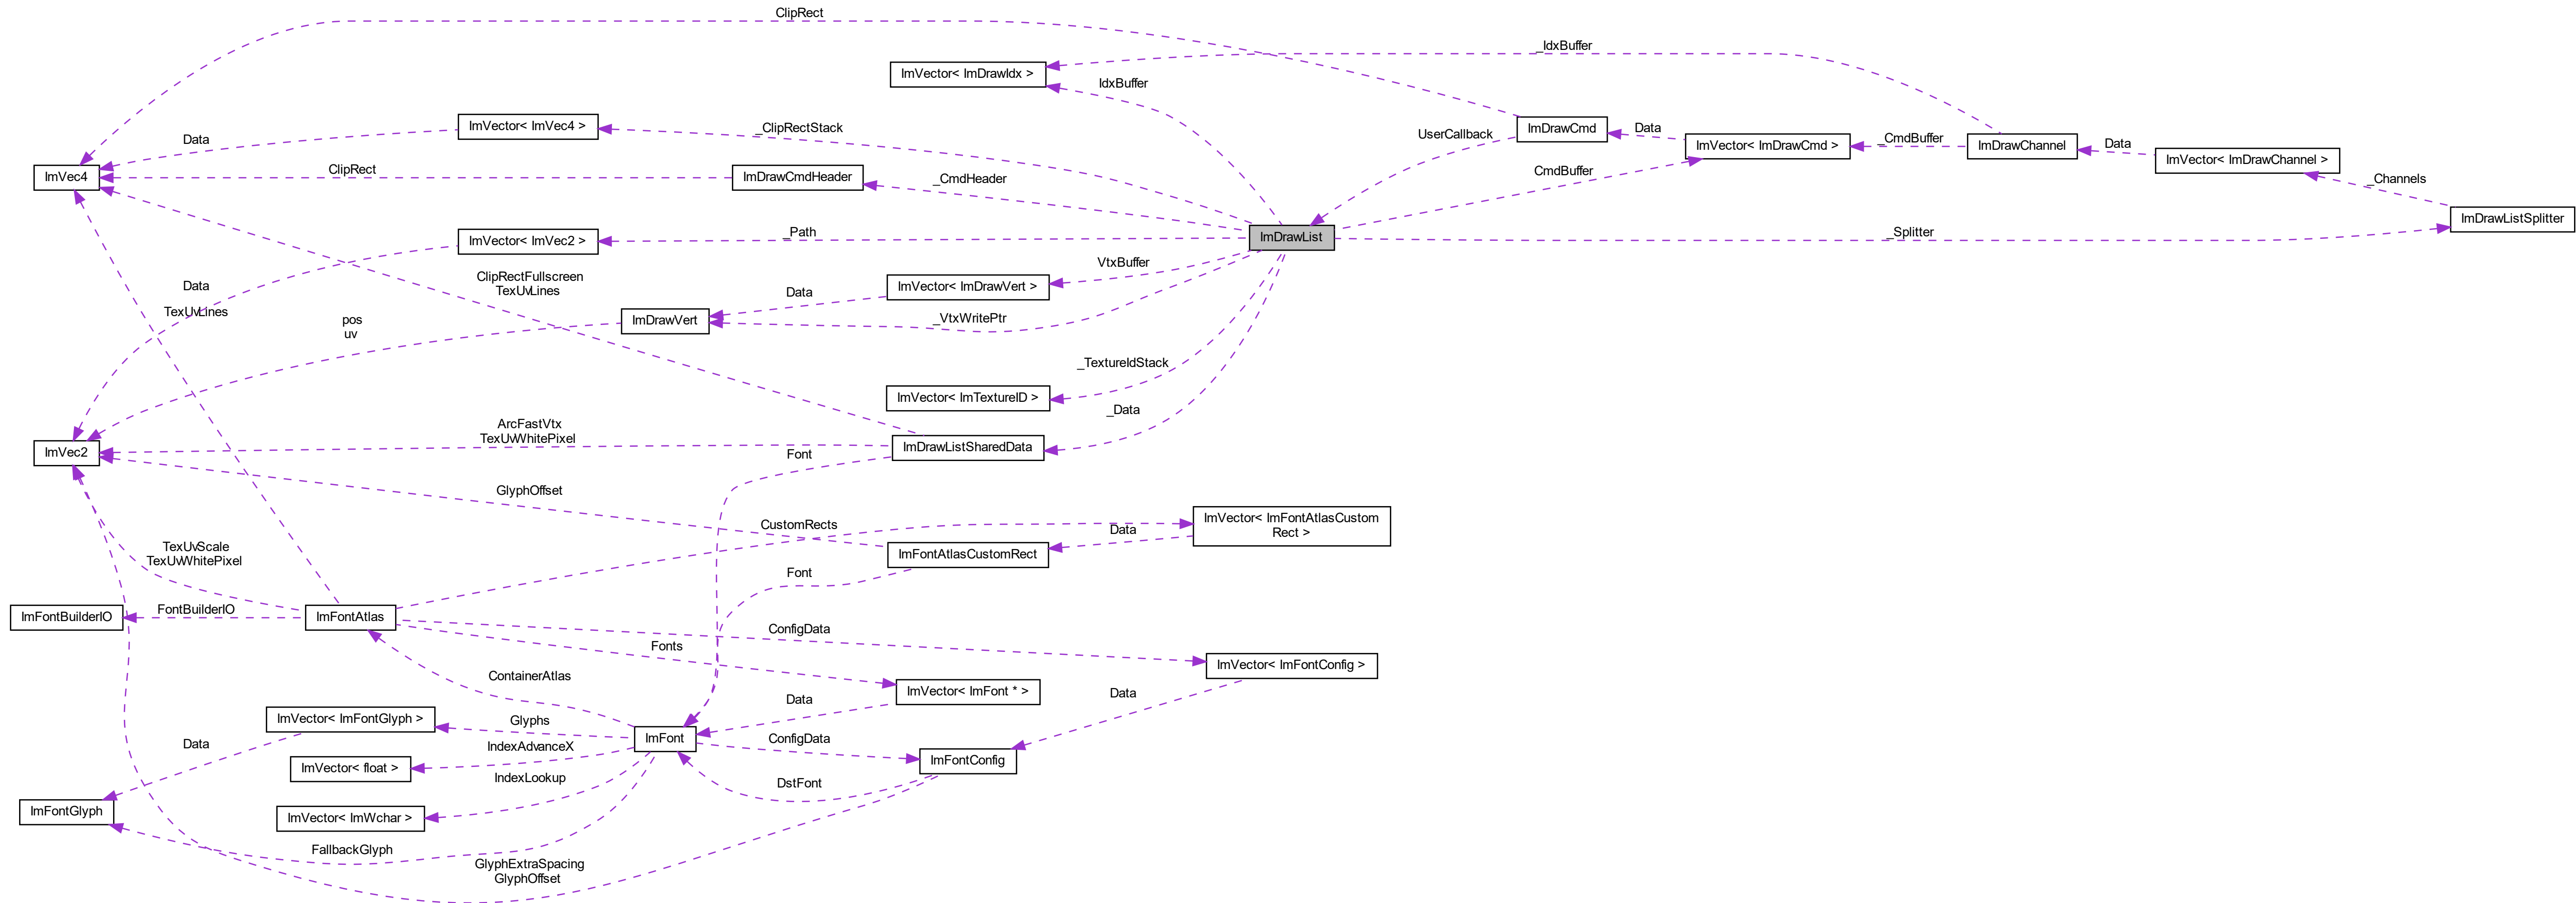 ClipRect
_IdxBuffer
ImVector< ImDrawIdx >
IdxBuffer
ImVector< ImVec4 >
_ClipRectStack
UserCallback
ImDrawCmd
Data
ImVector< ImDrawCmd >
_CmdBuffer
ImDrawChannel
Data
ImVector< ImDrawChannel >
Data
ImVec4
ClipRect
ImDrawCmdHeader
_CmdHeader
CmdBuffer
_Channels
ImDrawListSplitter
ImVector< ImVec2 >
_Path
ImDrawList
_Splitter
Data
TexUvLines
ClipRectFullscreen
TexUvLines
VtxBuffer
Data
ImVector< ImDrawVert >
pos
uv
ImDrawVert
_VtxWritePtr
_TextureIdStack
ImVector< ImTextureID >
_Data
ImVec2
ArcFastVtx
TexUvWhitePixel
ImDrawListSharedData
Font
GlyphOffset
CustomRects
ImVector< ImFontAtlasCustom
Rect >
Data
ImFontAtlasCustomRect
TexUvScale
TexUvWhitePixel
Font
ImFontBuilderIO
FontBuilderIO
ImFontAtlas
ConfigData
Fonts
ImVector< ImFontConfig >
ContainerAtlas
ImVector< ImFont * >
Data
Data
ImVector< ImFontGlyph >
Glyphs
ImFont
Data
IndexAdvanceX
ConfigData
ImVector< float >
IndexLookup
ImFontConfig
DstFont
ImFontGlyph
ImVector< ImWchar >
FallbackGlyph
GlyphExtraSpacing
GlyphOffset